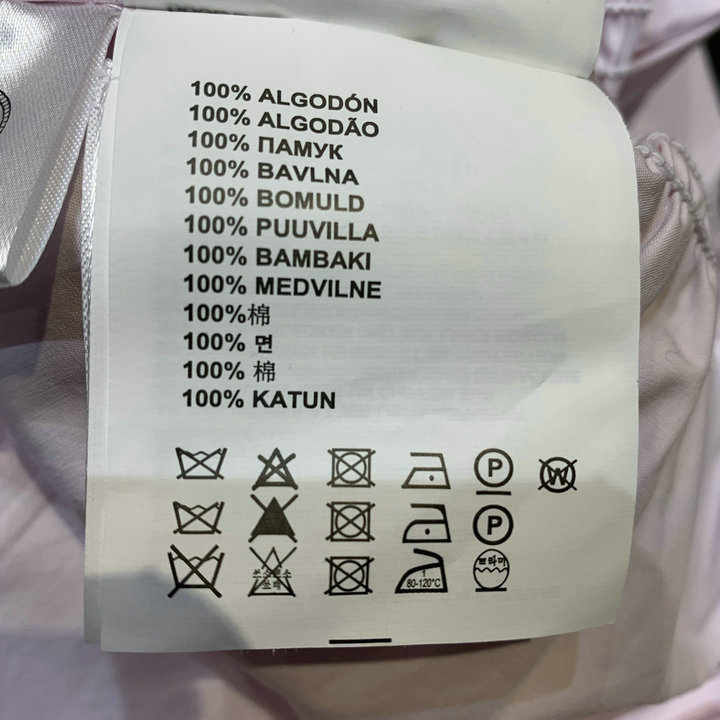 100% ALGODÓN
100% ALGODÃO
100% ПАМУК
100% BAVLNA
100% BOMULD
100% PUUVILLA
100% BAMBAKI
100% MEDVILNE
100%棉
100% 면
100% 棉
100% KATUN
P W
P
80-120°C